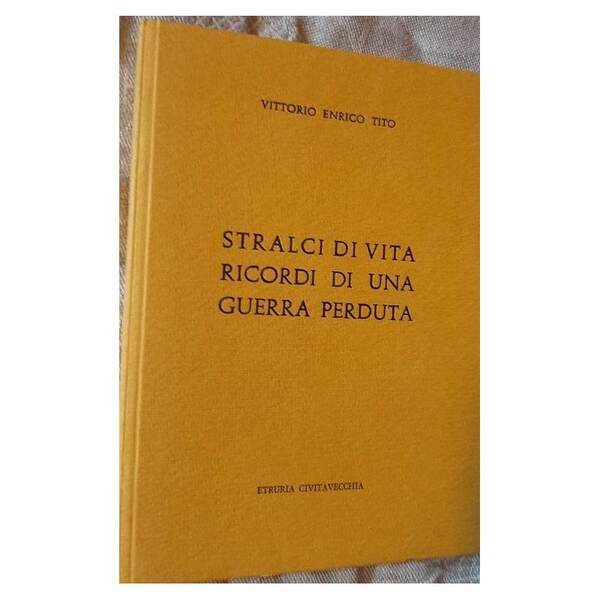 VITTORIO ENRICO TITO
STRALCI DI VITA
RICORDI DI UNA
GUERRA PERDUTA
ETRURIA CIVITAVECCHIA